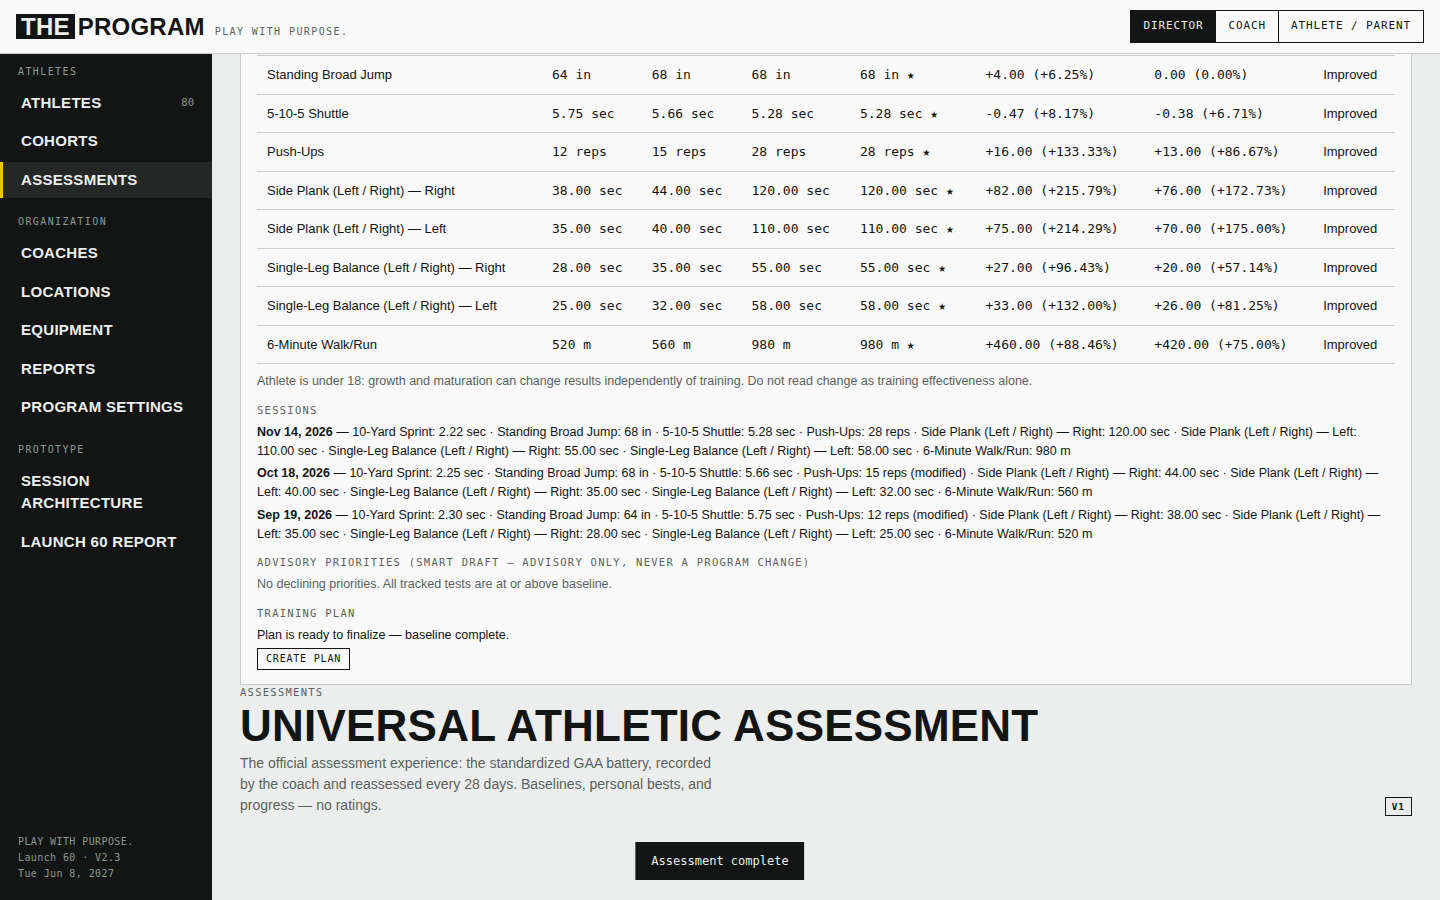 THE PROGRAM PLAY WITH PURPOSE.
DIRECTOR COACH ATHLETE / PARENT
ATHLETES
ATHLETES 80
COHORTS
ASSESSMENTS
ORGANIZATION
COACHES
LOCATIONS
EQUIPMENT
REPORTS
PROGRAM SETTINGS
PROTOTYPE
SESSION
ARCHITECTURE
LAUNCH 60 REPORT
PLAY WITH PURPOSE.
Launch 60 · V2.3
Tue Jun 8, 2027
Standing Broad Jump 64 in 68 in 68 in 68 in ★ +4.00 (+6.25%) 0.00 (0.00%) Improved
5-10-5 Shuttle 5.75 sec 5.66 sec 5.28 sec 5.28 sec ★ -0.47 (+8.17%) -0.38 (+6.71%) Improved
Push-Ups 12 reps 15 reps 28 reps 28 reps ★ +16.00 (+133.33%) +13.00 (+86.67%) Improved
Side Plank (Left / Right) — Right 38.00 sec 44.00 sec 120.00 sec 120.00 sec ★ +82.00 (+215.79%) +76.00 (+172.73%) Improved
Side Plank (Left / Right) — Left 35.00 sec 40.00 sec 110.00 sec 110.00 sec ★ +75.00 (+214.29%) +70.00 (+175.00%) Improved
Single-Leg Balance (Left / Right) — Right 28.00 sec 35.00 sec 55.00 sec 55.00 sec ★ +27.00 (+96.43%) +20.00 (+57.14%) Improved
Single-Leg Balance (Left / Right) — Left 25.00 sec 32.00 sec 58.00 sec 58.00 sec ★ +33.00 (+132.00%) +26.00 (+81.25%) Improved
6-Minute Walk/Run 520 m 560 m 980 m 980 m ★ +460.00 (+88.46%) +420.00 (+75.00%) Improved
Athlete is under 18: growth and maturation can change results independently of training. Do not read change as training effectiveness alone.
SESSIONS
Nov 14, 2026 — 10-Yard Sprint: 2.22 sec · Standing Broad Jump: 68 in · 5-10-5 Shuttle: 5.28 sec · Push-Ups: 28 reps · Side Plank (Left / Right) — Right: 120.00 sec · Side Plank (Left / Right) — Left:
110.00 sec · Single-Leg Balance (Left / Right) — Right: 55.00 sec · Single-Leg Balance (Left / Right) — Left: 58.00 sec · 6-Minute Walk/Run: 980 m
Oct 18, 2026 — 10-Yard Sprint: 2.25 sec · Standing Broad Jump: 68 in · 5-10-5 Shuttle: 5.66 sec · Push-Ups: 15 reps (modified) · Side Plank (Left / Right) — Right: 44.00 sec · Side Plank (Left / Right) —
Left: 40.00 sec · Single-Leg Balance (Left / Right) — Right: 35.00 sec · Single-Leg Balance (Left / Right) — Left: 32.00 sec · 6-Minute Walk/Run: 560 m
Sep 19, 2026 — 10-Yard Sprint: 2.30 sec · Standing Broad Jump: 64 in · 5-10-5 Shuttle: 5.75 sec · Push-Ups: 12 reps (modified) · Side Plank (Left / Right) — Right: 38.00 sec · Side Plank (Left / Right) —
Left: 35.00 sec · Single-Leg Balance (Left / Right) — Right: 28.00 sec · Single-Leg Balance (Left / Right) — Left: 25.00 sec · 6-Minute Walk/Run: 520 m
ADVISORY PRIORITIES (SMART DRAFT — ADVISORY ONLY, NEVER A PROGRAM CHANGE)
No declining priorities. All tracked tests are at or above baseline.
TRAINING PLAN
Plan is ready to finalize — baseline complete.
CREATE PLAN
ASSESSMENTS
UNIVERSAL ATHLETIC ASSESSMENT
The official assessment experience: the standardized GAA battery, recorded
by the coach and reassessed every 28 days. Baselines, personal bests, and
progress — no ratings.
V1
Assessment complete